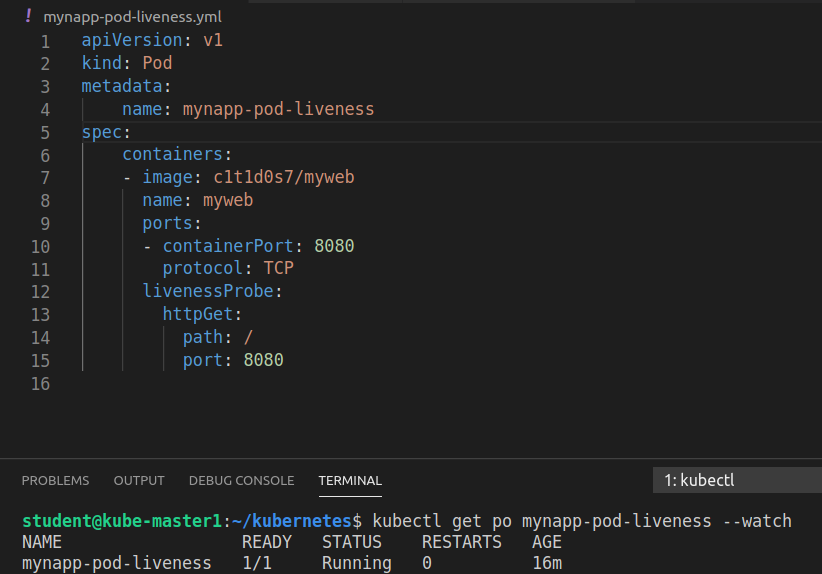 ! mynapp-pod-liveness.yml
1 apiVersion: v1
2 kind: Pod
3 metadata:
4     name: mynapp-pod-liveness
5 spec:
6     containers:
7     - image: c1t1d0s7/myweb
8       name: myweb
9       ports:
10       - containerPort: 8080
11         protocol: TCP
12       livenessProbe:
13         httpGet:
14           path: /
15           port: 8080
16
PROBLEMS OUTPUT DEBUG CONSOLE TERMINAL 1: kubectl
student@kube-master1:~/kubernetes$ kubectl get po mynapp-pod-liveness --watch
NAME                  READY   STATUS    RESTARTS   AGE
mynapp-pod-liveness   1/1     Running   0          16m